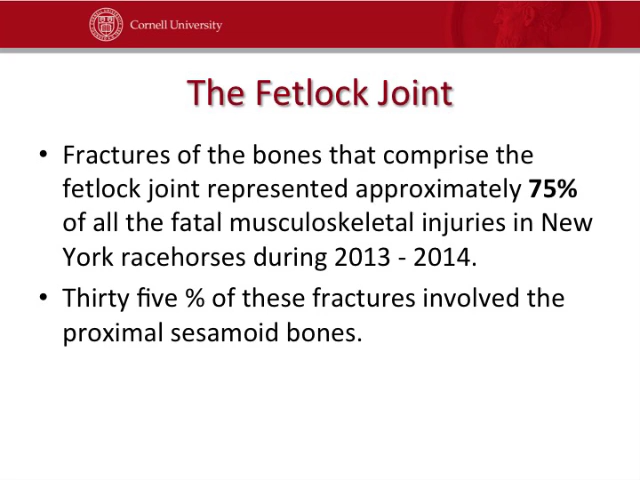 Cornell University
The Fetlock Joint
• Fractures of the bones that comprise the
fetlock joint represented approximately 75%
of all the fatal musculoskeletal injuries in New
York racehorses during 2013 - 2014.
• Thirty five % of these fractures involved the
proximal sesamoid bones.